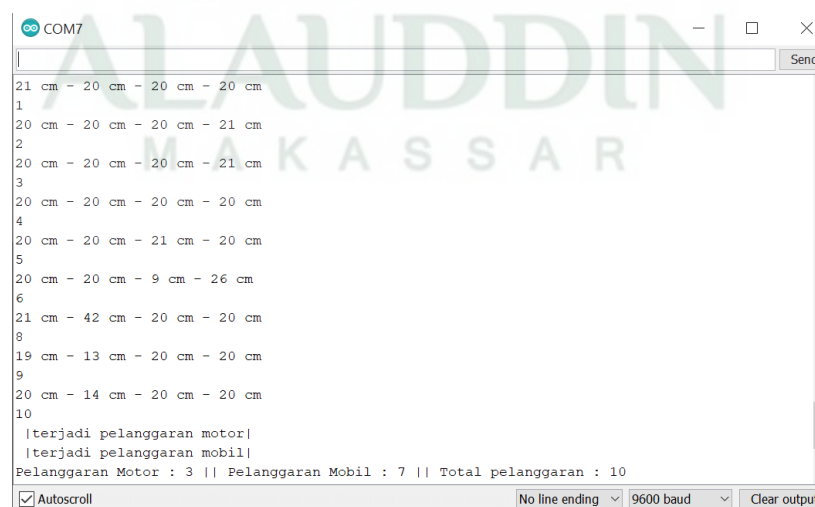 COM7
ALAUDDIN
Send
21 cm - 20 cm - 20 cm - 20 cm
1
20 cm - 20 cm - 20 cm - 21 cm
2
MAKASSAR
20 cm - 20 cm - 20 cm - 21 cm
3
20 cm - 20 cm - 20 cm - 20 cm
4
20 cm - 20 cm - 21 cm - 20 cm
5
20 cm - 20 cm - 9 cm - 26 cm
6
21 cm - 42 cm - 20 cm - 20 cm
8
19 cm - 13 cm - 20 cm - 20 cm
9
20 cm - 14 cm - 20 cm - 20 cm
10
|terjadi pelanggaran motor|
|terjadi pelanggaran mobil|
Pelanggaran Motor : 3 || Pelanggaran Mobil : 7 || Total pelanggaran : 10
Autoscroll
No line ending
9600 baud
Clear output